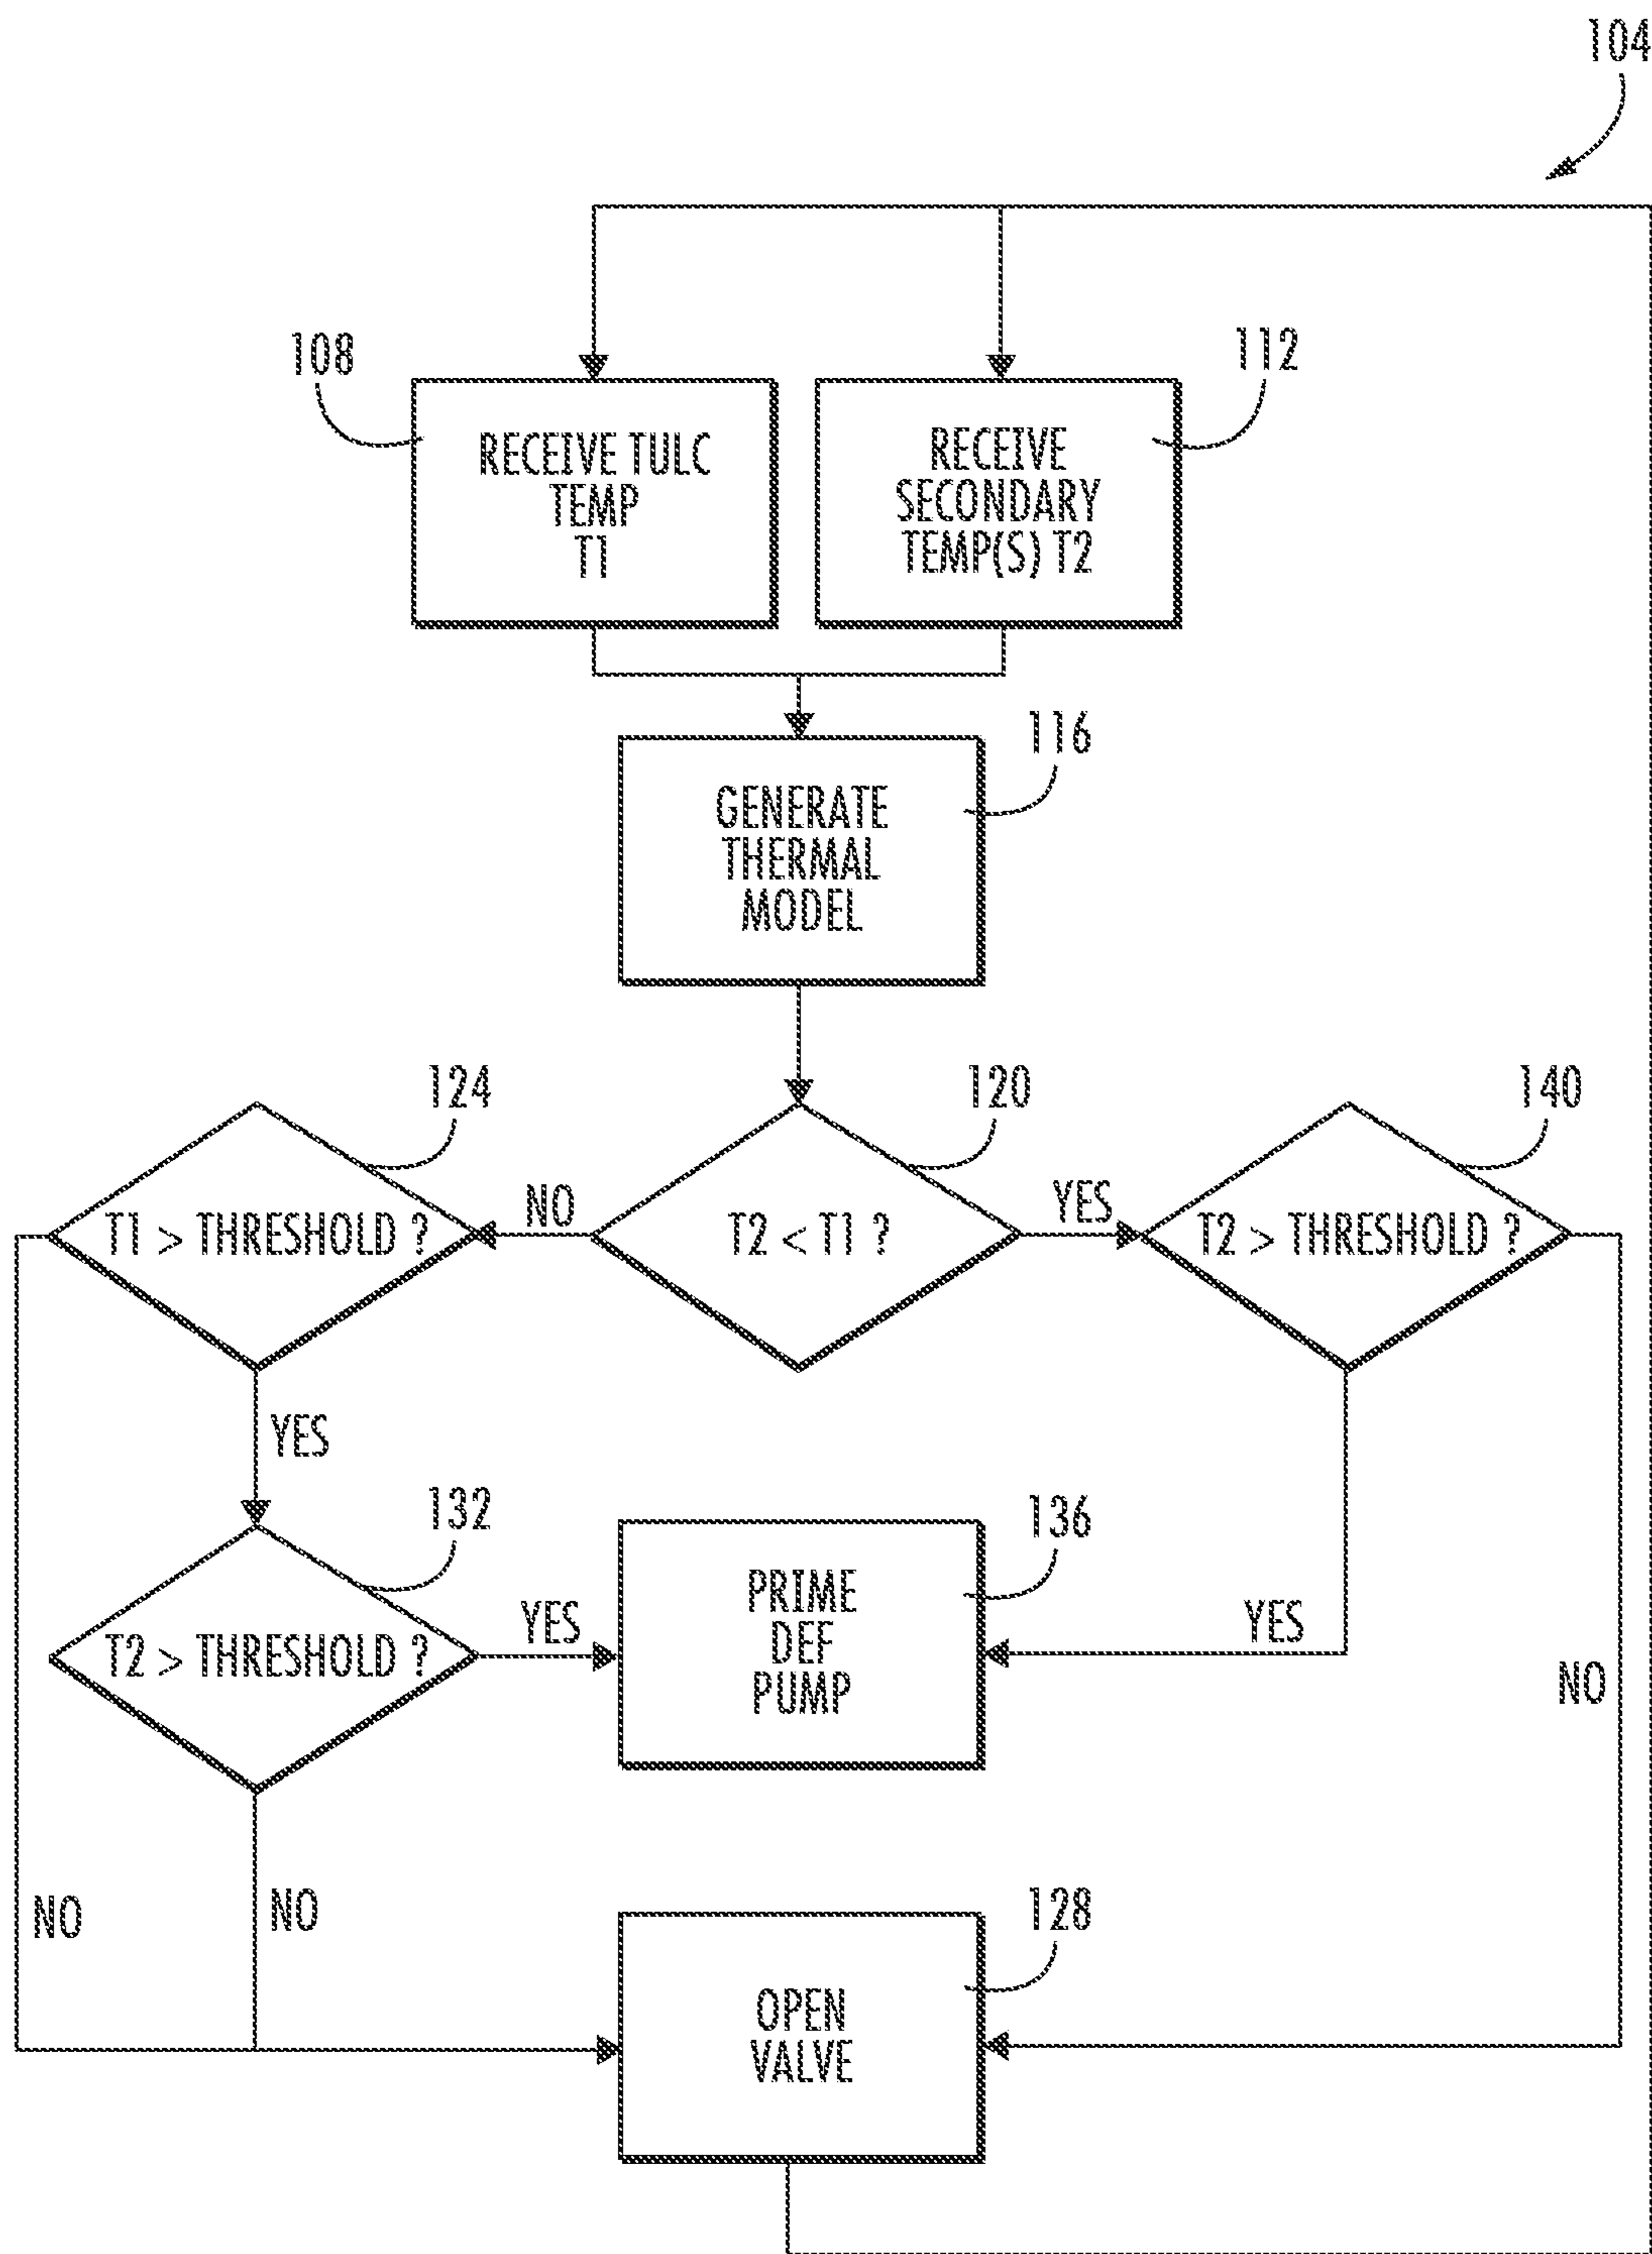 104
108
112
RECEIVE TULC
TEMP
T1
RECEIVE
SECONDARY
TEMP(S) T2
116
GENERATE
THERMAL
MODEL
124
120
140
T1 > THRESHOLD ?
NO
T2 < T1 ?
YES
T2 > THRESHOLD ?
YES
132
136
T2 > THRESHOLD ?
YES
PRIME
DEF
PUMP
YES
NO
NO
NO
128
OPEN
VALVE